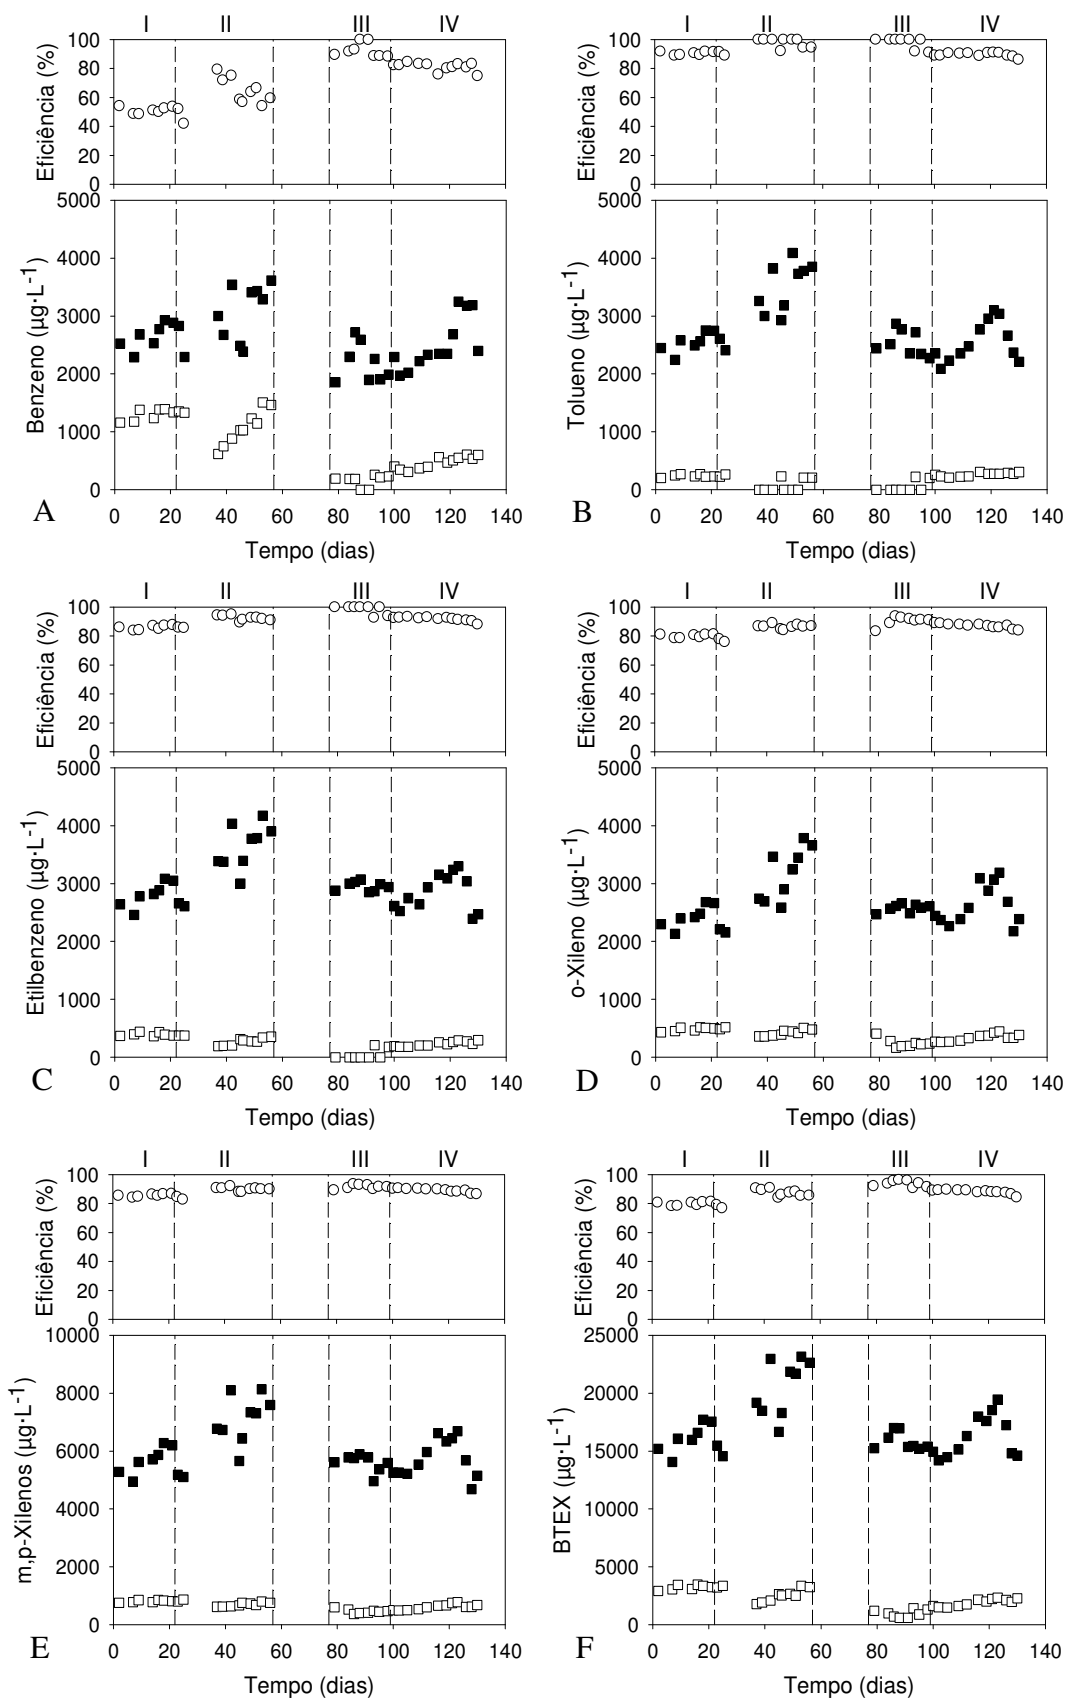 I II III IV
Eficiência (%)
100
80
60
40
20
0
Benzeno (µg·L-1)
5000
4000
3000
2000
1000
0
0 20 40 60 80 100 120 140
Tempo (dias)
A
I II III IV
Eficiência (%)
100
80
60
40
20
0
Tolueno (µg·L-1)
5000
4000
3000
2000
1000
0
0 20 40 60 80 100 120 140
Tempo (dias)
B
I II III IV
Eficiência (%)
100
80
60
40
20
0
Etilbenzeno (µg·L-1)
5000
4000
3000
2000
1000
0
0 20 40 60 80 100 120 140
Tempo (dias)
C
I II III IV
Eficiência (%)
100
80
60
40
20
0
o-Xileno (µg·L-1)
5000
4000
3000
2000
1000
0
0 20 40 60 80 100 120 140
Tempo (dias)
D
I II III IV
Eficiência (%)
100
80
60
40
20
0
m,p-Xilenos (µg·L-1)
10000
8000
6000
4000
2000
0
0 20 40 60 80 100 120 140
Tempo (dias)
E
I II III IV
Eficiência (%)
100
80
60
40
20
0
BTEX (µg·L-1)
25000
20000
15000
10000
5000
0
0 20 40 60 80 100 120 140
Tempo (dias)
F